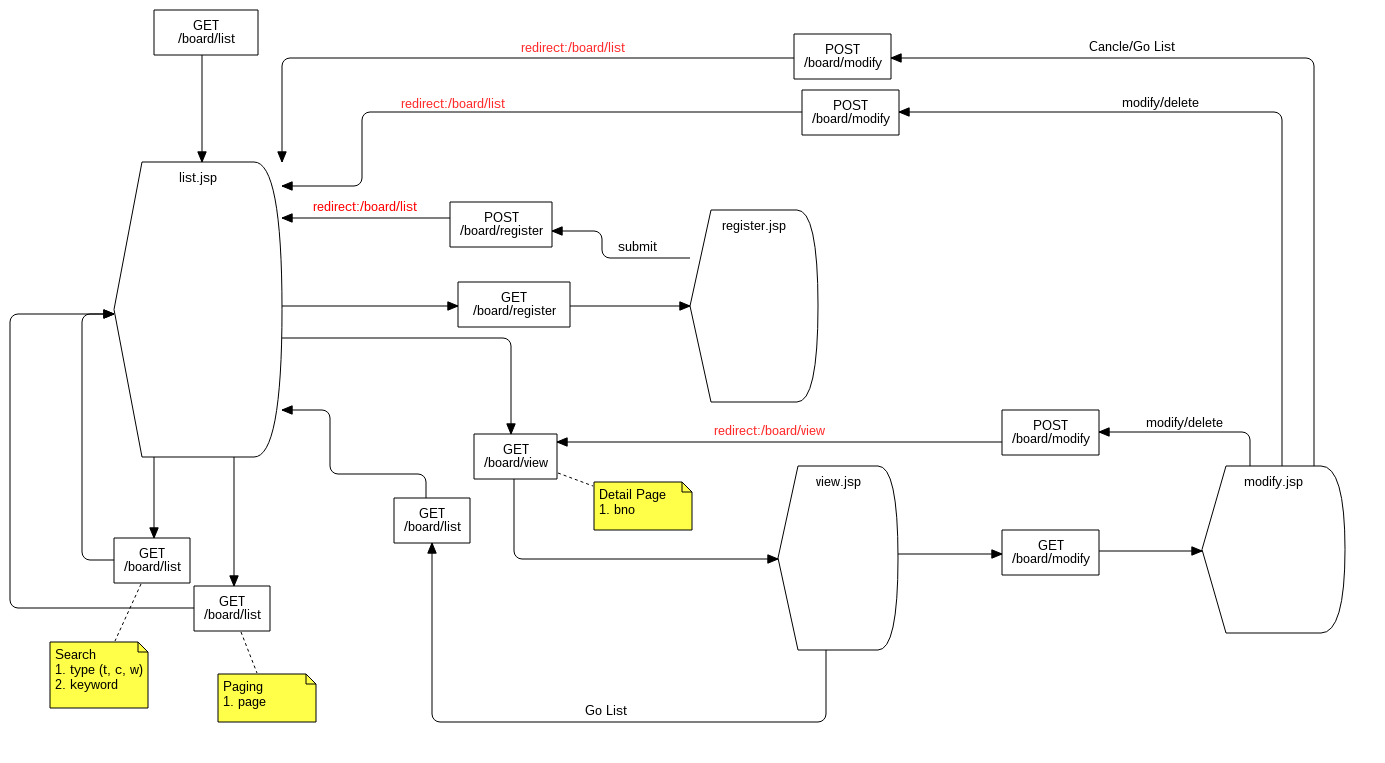 GET
/board/list
redirect:/board/list
POST
/board/modify
Cancle/Go List
redirect:/board/list
POST
/board/modify
modify/delete
list.jsp
redirect:/board/list
POST
/board/register
submit
register.jsp
GET
/board/register
redirect:/board/view
POST
/board/modify
modify/delete
GET
/board/view
Detail Page
1. bno
view.jsp
modify.jsp
GET
/board/list
GET
/board/modify
GET
/board/list
GET
/board/list
Search
1. type (t, c, w)
2. keyword
Paging
1. page
Go List